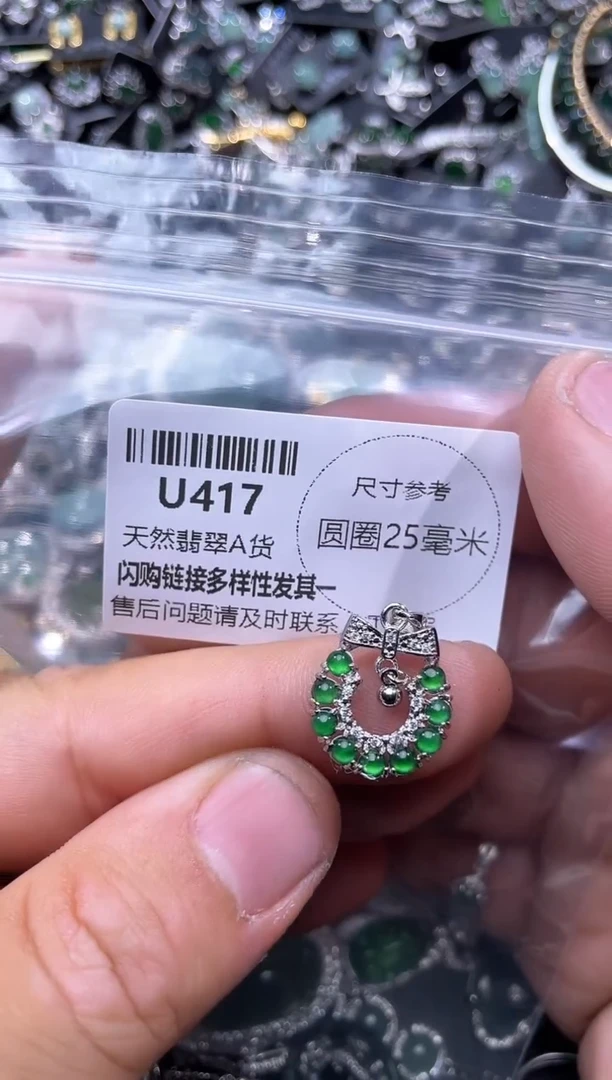 U417
天然翡翠A货
闪购链接多样性发其一
售后问题请及时联系
尺寸参考
圆圈25毫米